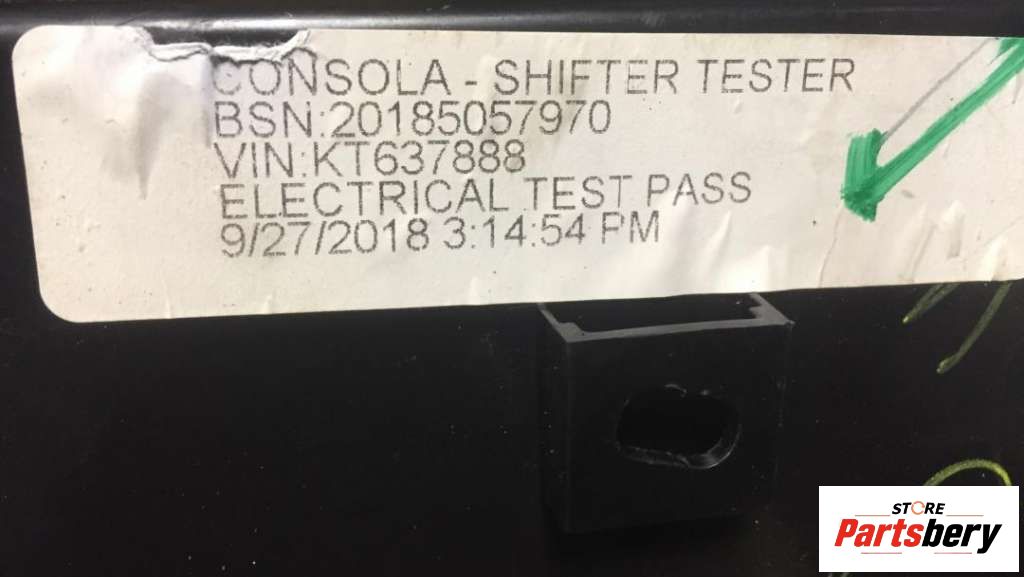 CONSOLA - SHIFTER TESTER
BSN:20185057970
VIN:KT637888
ELECTRICAL TEST PASS
9/27/2018 3:14:54 PM
STORE
Partsbery